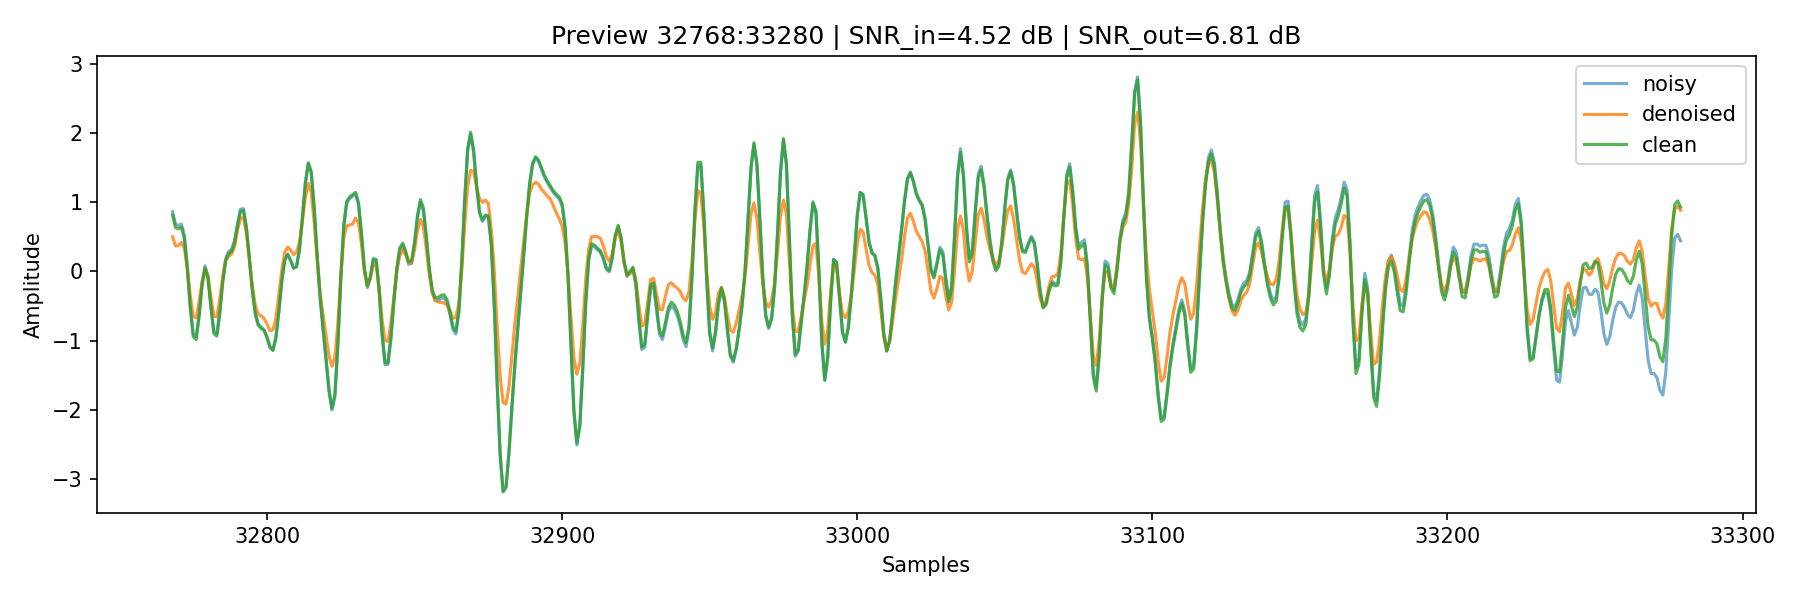 Preview 32768:33280 | SNR_in=4.52 dB | SNR_out=6.81 dB
noisy
denoised
clean
Amplitude
3
2
1
0
−1
−2
−3
32800 32900 33000 33100 33200 33300
Samples